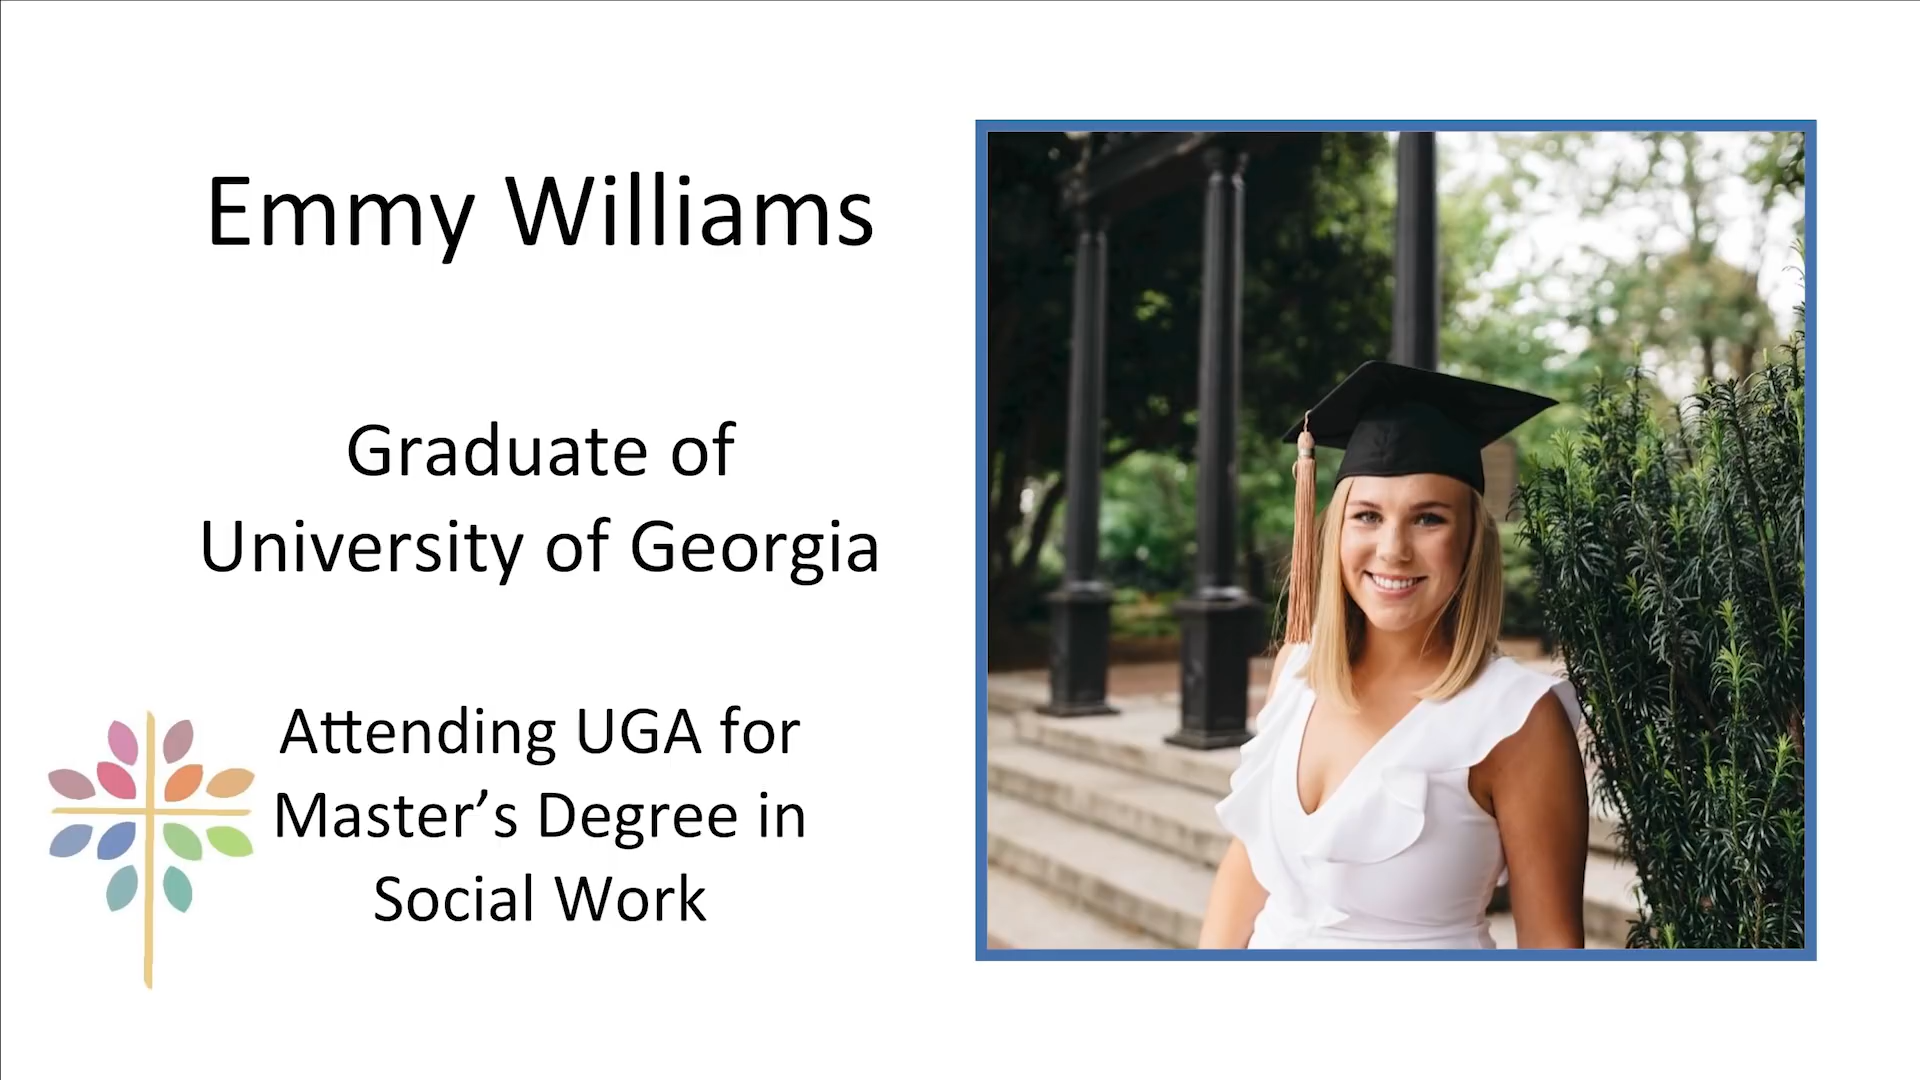 Emmy Williams
Graduate of
University of Georgia
Attending UGA for
Master’s Degree in
Social Work